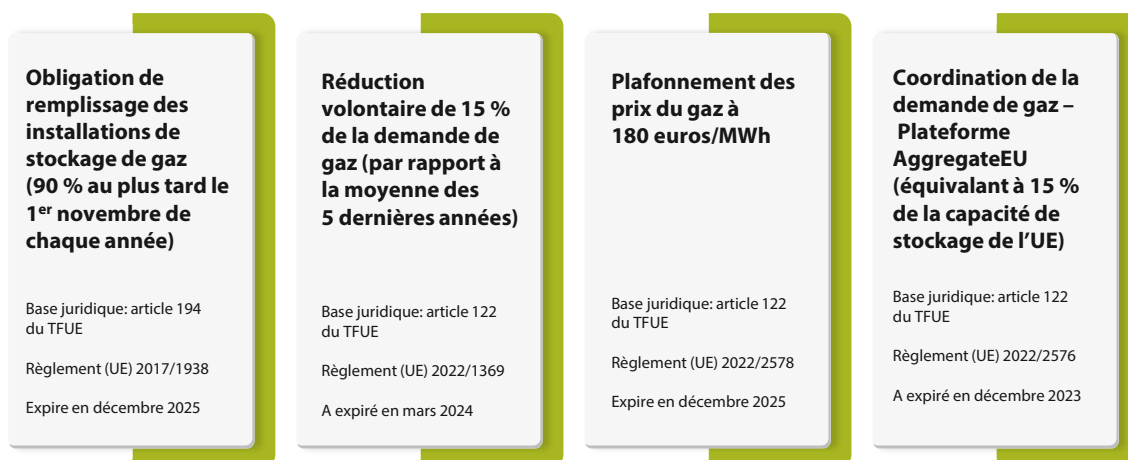 Obligation de
remplissage des
installations de
stockage de gaz
(90 % au plus tard le
1er novembre de
chaque année)
Base juridique: article 194
du TFUE
Règlement (UE) 2017/1938
Expire en décembre 2025
Réduction
volontaire de 15 %
de la demande de
gaz (par rapport à
la moyenne des
5 dernières années)
Base juridique: article 122
du TFUE
Règlement (UE) 2022/1369
A expiré en mars 2024
Plafonnement des
prix du gaz à
180 euros/MWh
Base juridique: article 122
du TFUE
Règlement (UE) 2022/2578
Expire en décembre 2025
Coordination de la
demande de gaz –
Plateforme
AggregateEU
(équivalant à 15 %
de la capacité de
stockage de l’UE)
Base juridique: article 122
du TFUE
Règlement (UE) 2022/2576
A expiré en décembre 2023